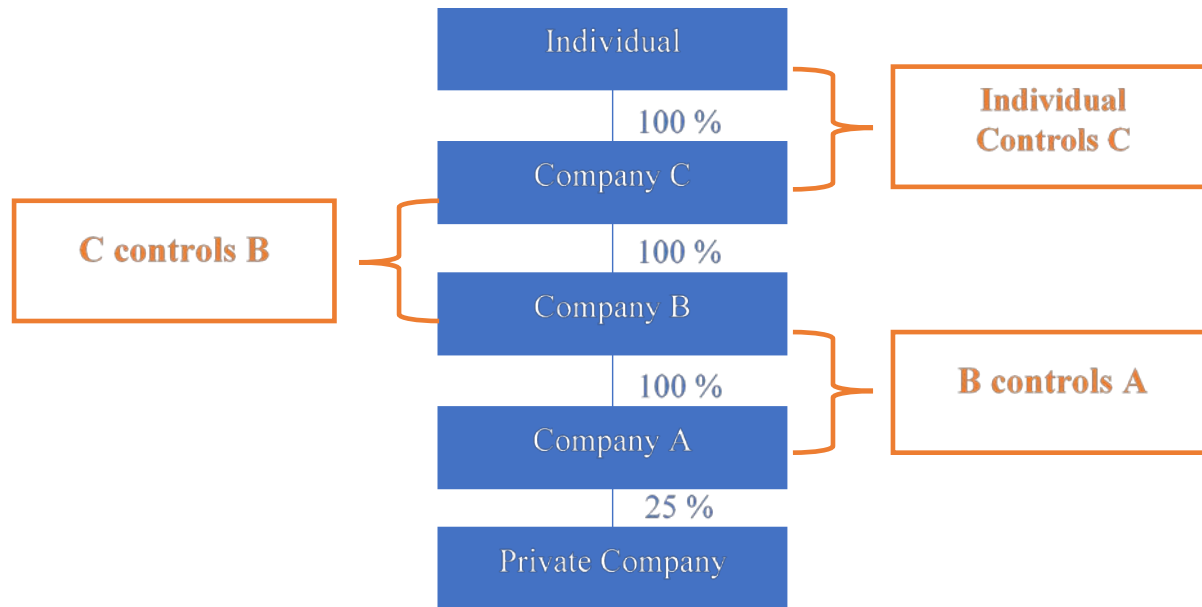 Individual
Individual
Controls C
100 %
Company C
C controls B
100 %
Company B
B controls A
100 %
Company A
25 %
Private Company